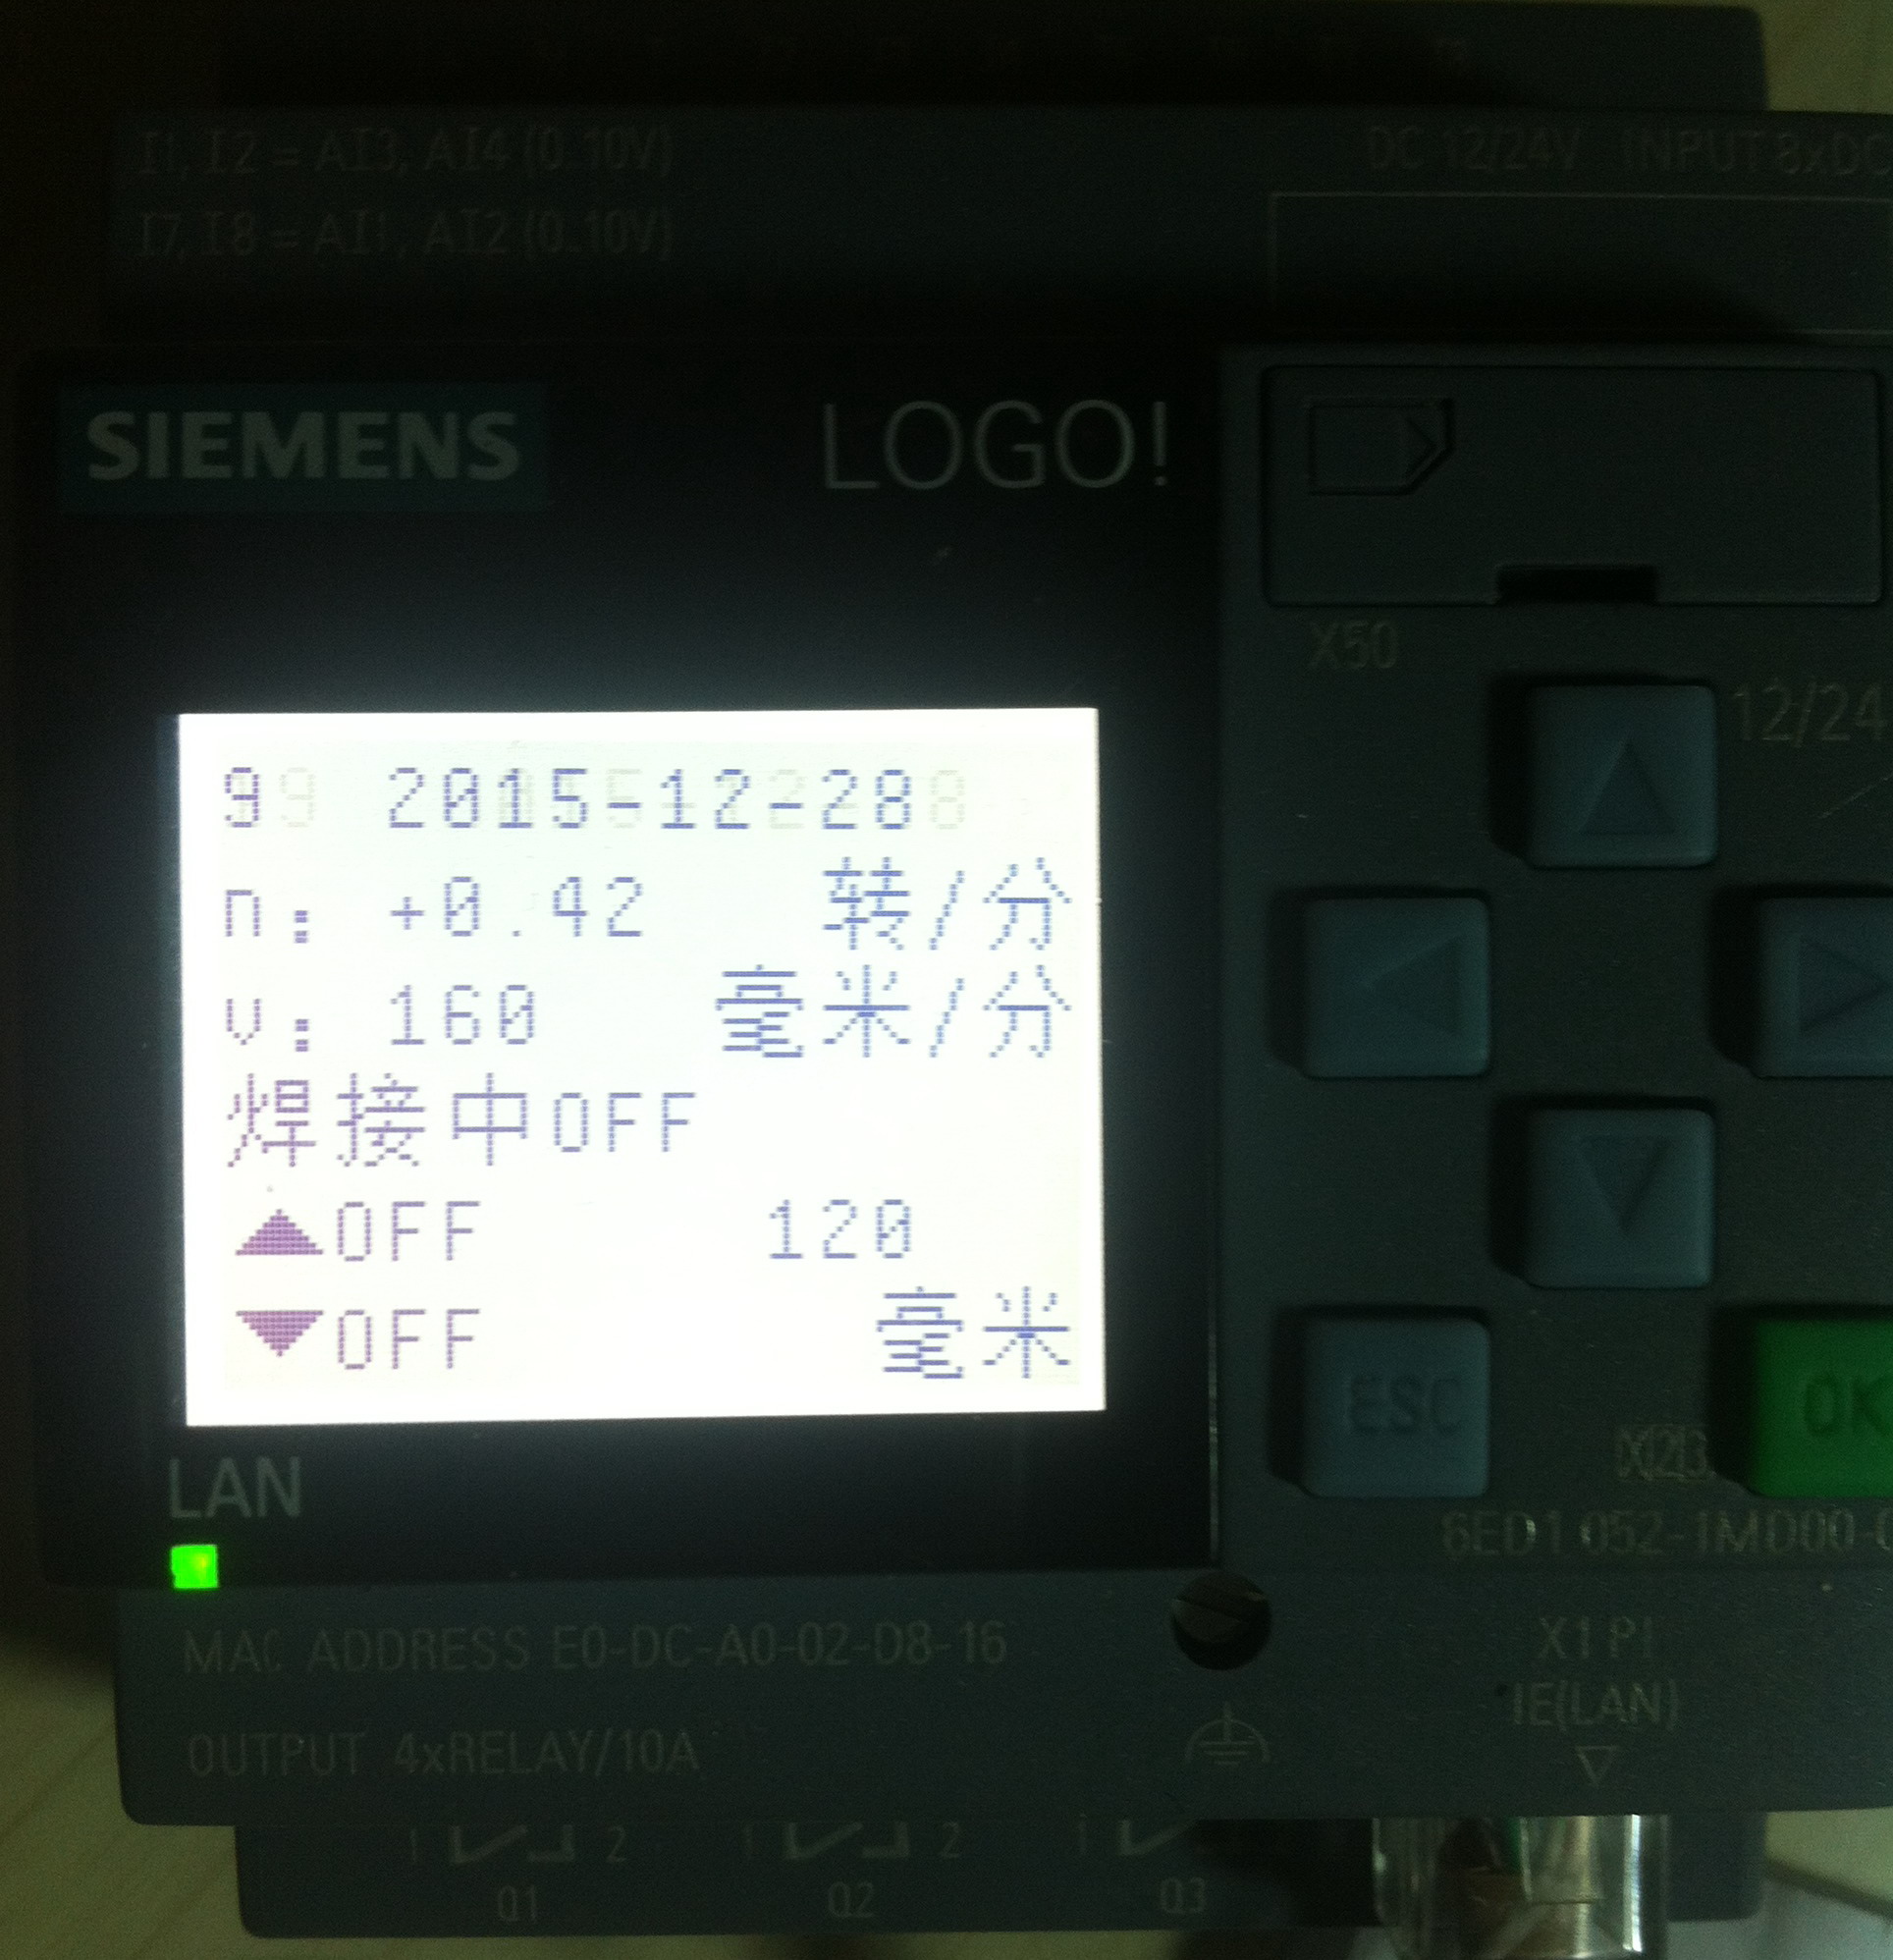 I1, I2 = AI3, AI4 (0..10V)
DC 12/24V INPUT 8xDC
I7, I8 = AI1, AI2 (0..10V)
SIEMENS
LOGO!
X50
12/24
9 2015-12-28
n: +0.42 转/分
v: 160 毫米/分
焊接中OFF
▲OFF 120
▼OFF 毫米
ESC
OK
LAN
6ED1 052-1MD00-0
MAC ADDRESS E0-DC-A0-02-D8-16
X1 P1
IE(LAN)
OUTPUT 4xRELAY/10A
1 2 1 2 1
Q1 Q2 Q3